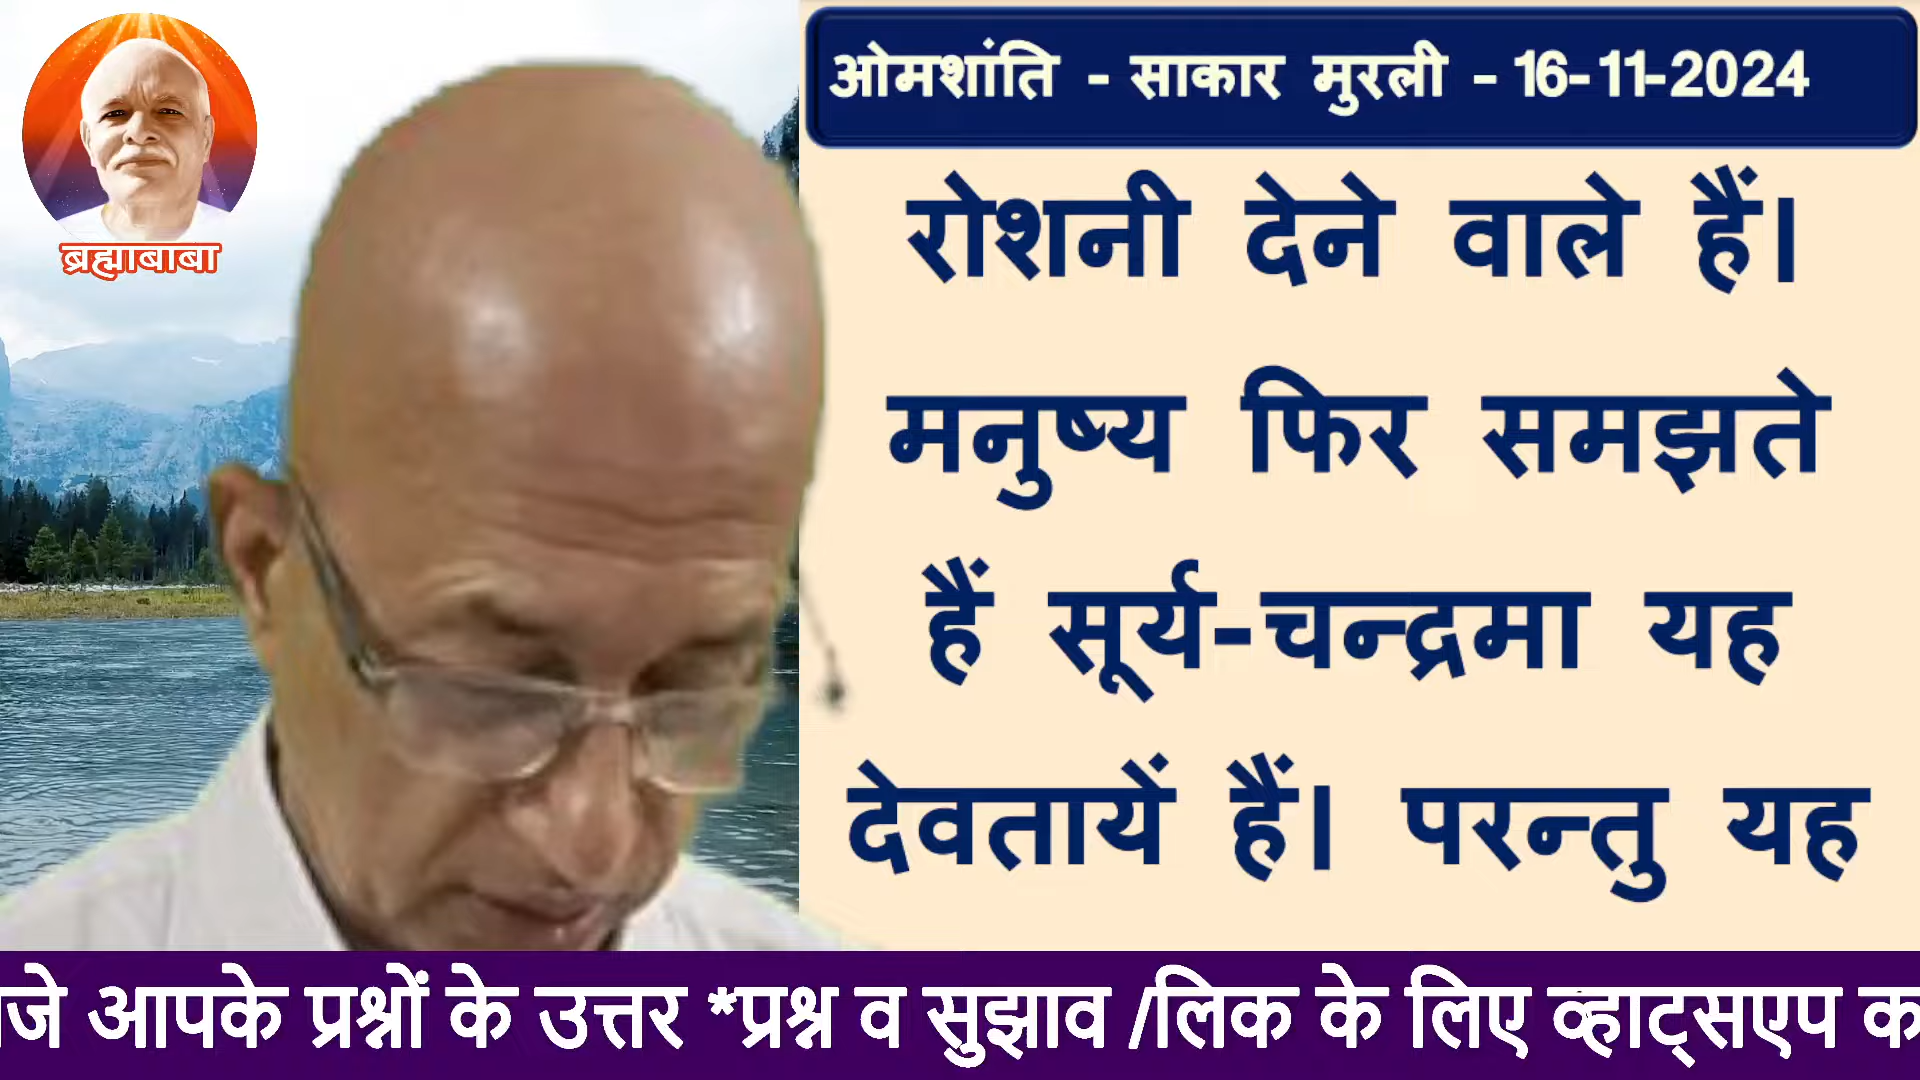 ओमशांति - साकार मुरली - 16-11-2024
ब्रह्माबाबा
रोशनी देने वाले हैं।
मनुष्य फिर समझते
हैं सूर्य-चन्द्रमा यह
देवतायें हैं। परन्तु यह
आपके प्रश्नों के उत्तर *प्रश्न व सुझाव /लिंक के लिए व्हाट्सएप